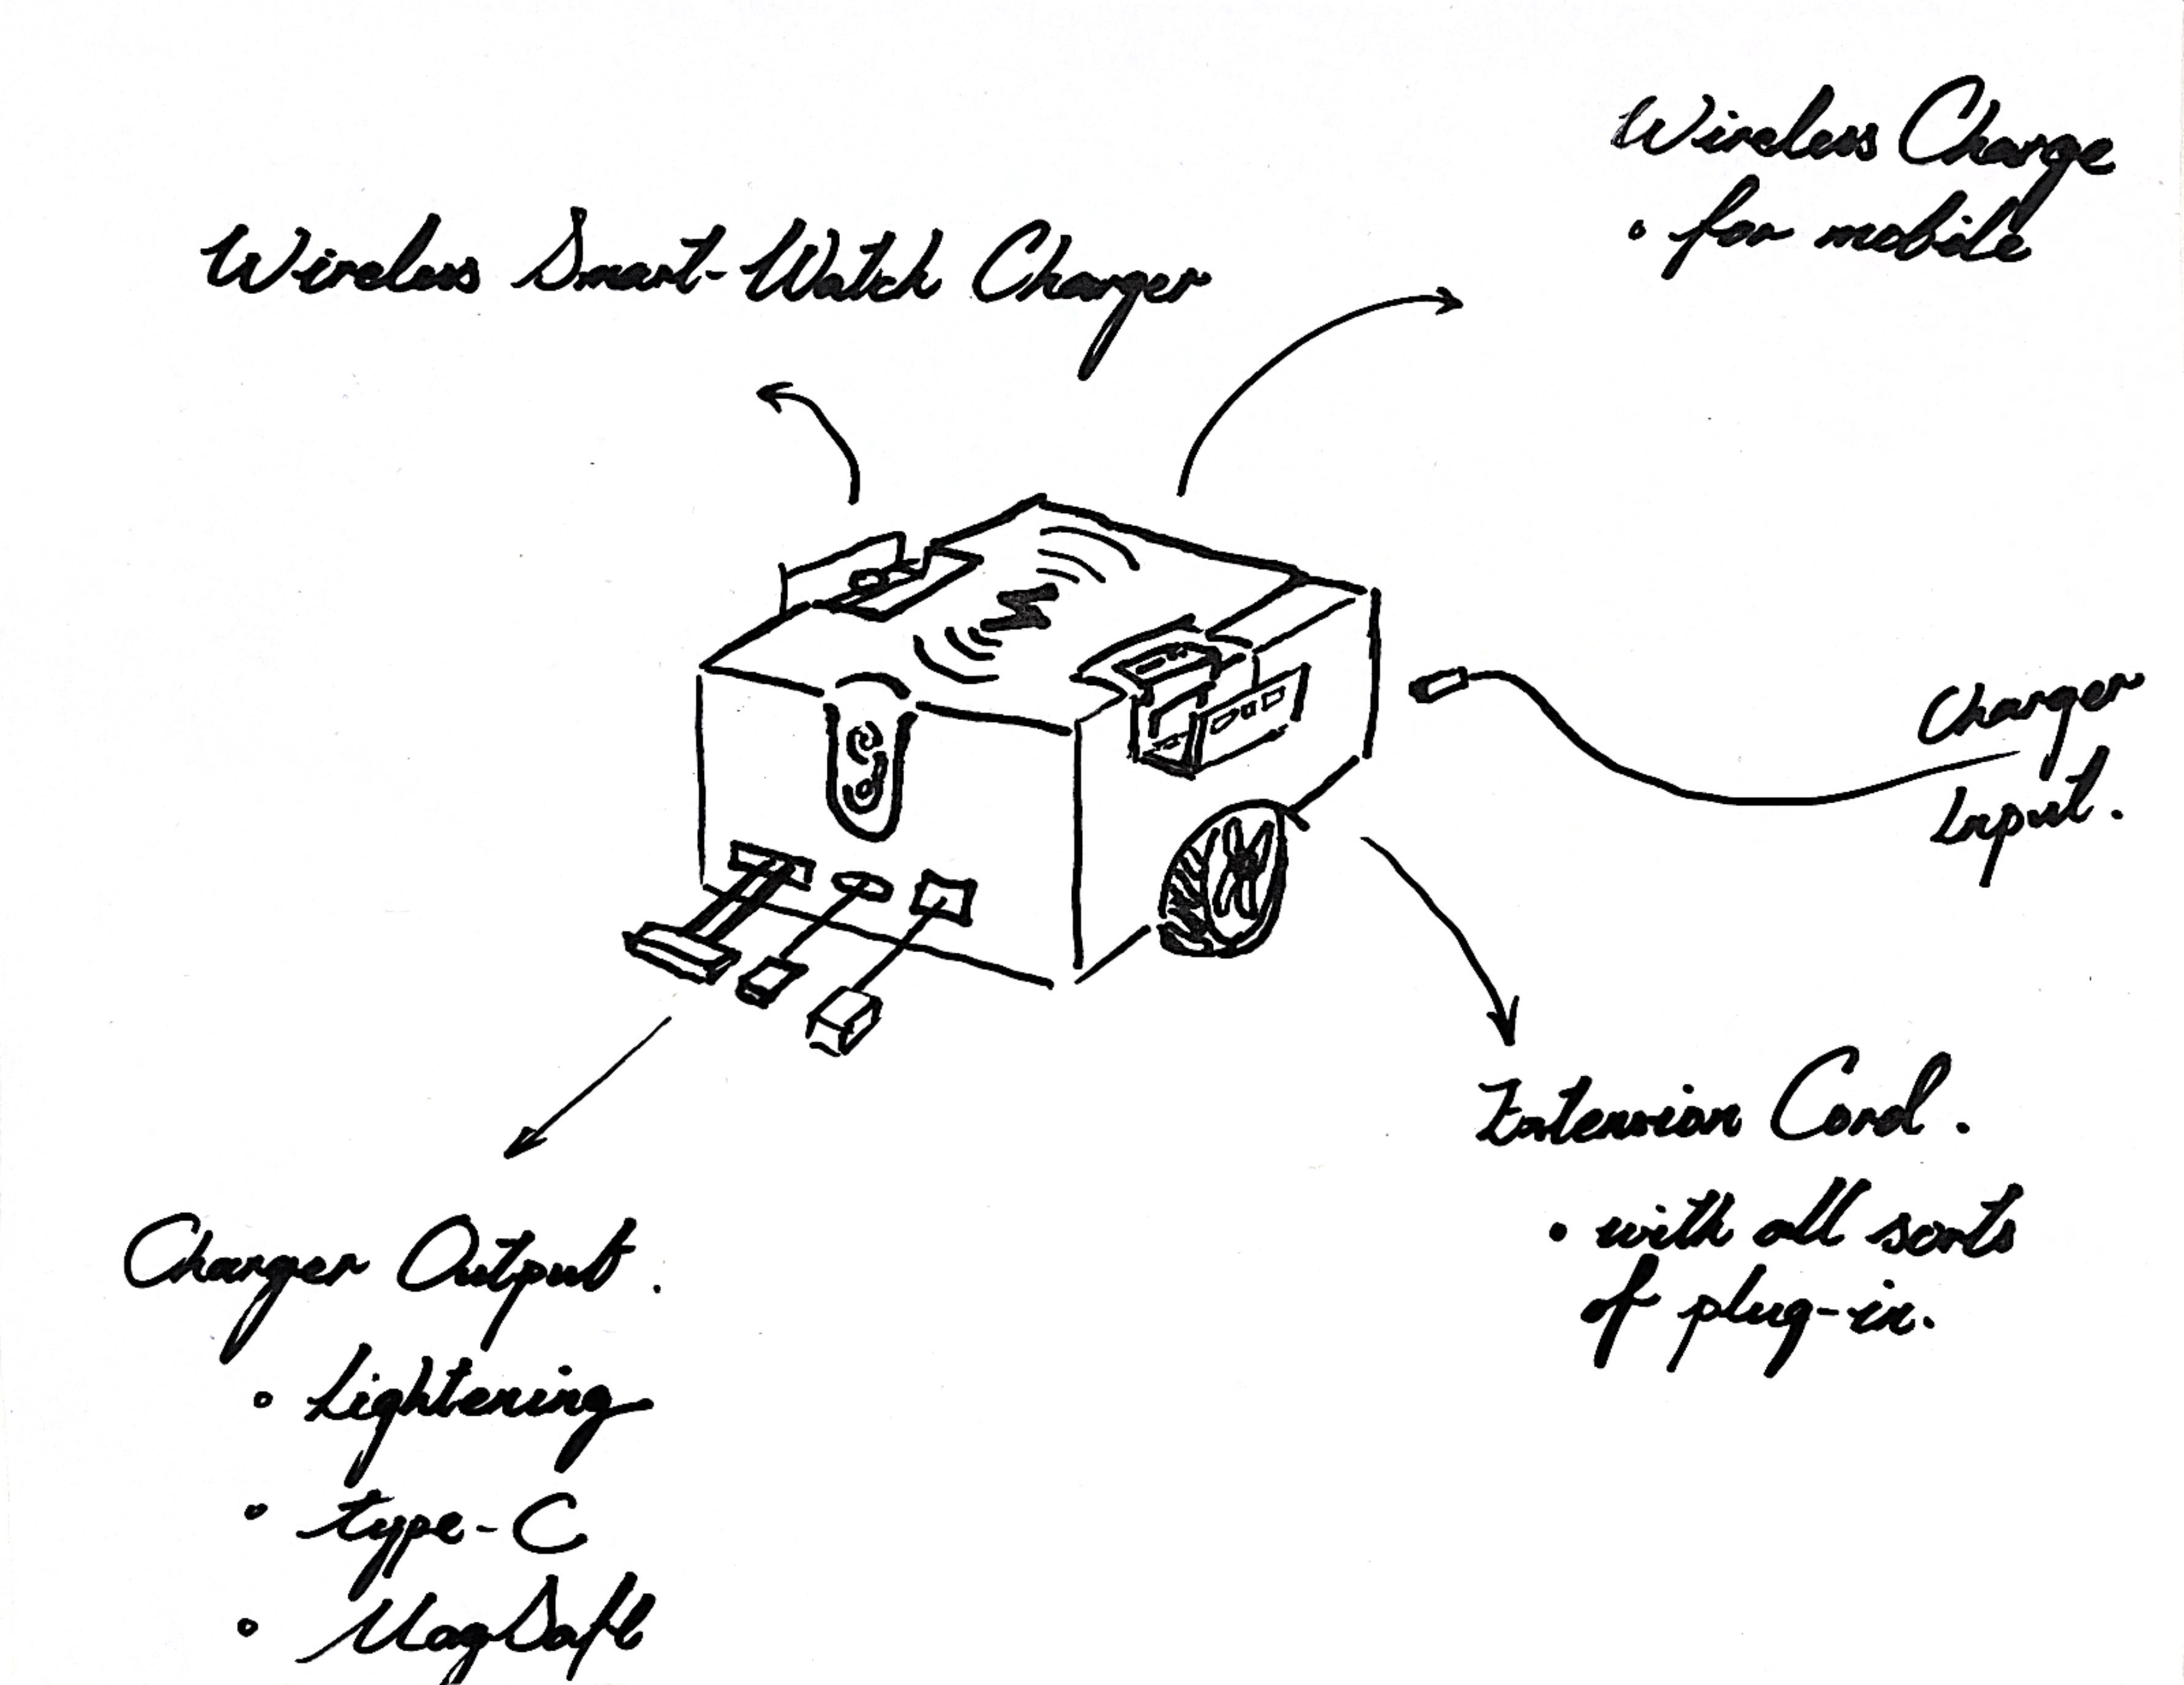 Wireless Charge
• for mobile
Wireless Smart-Watch Charger
Charger
Input.
Extension Cord.
• with all sorts
of plug-in.
Charger Output.
• Lightening
• type-C
• MagSafe